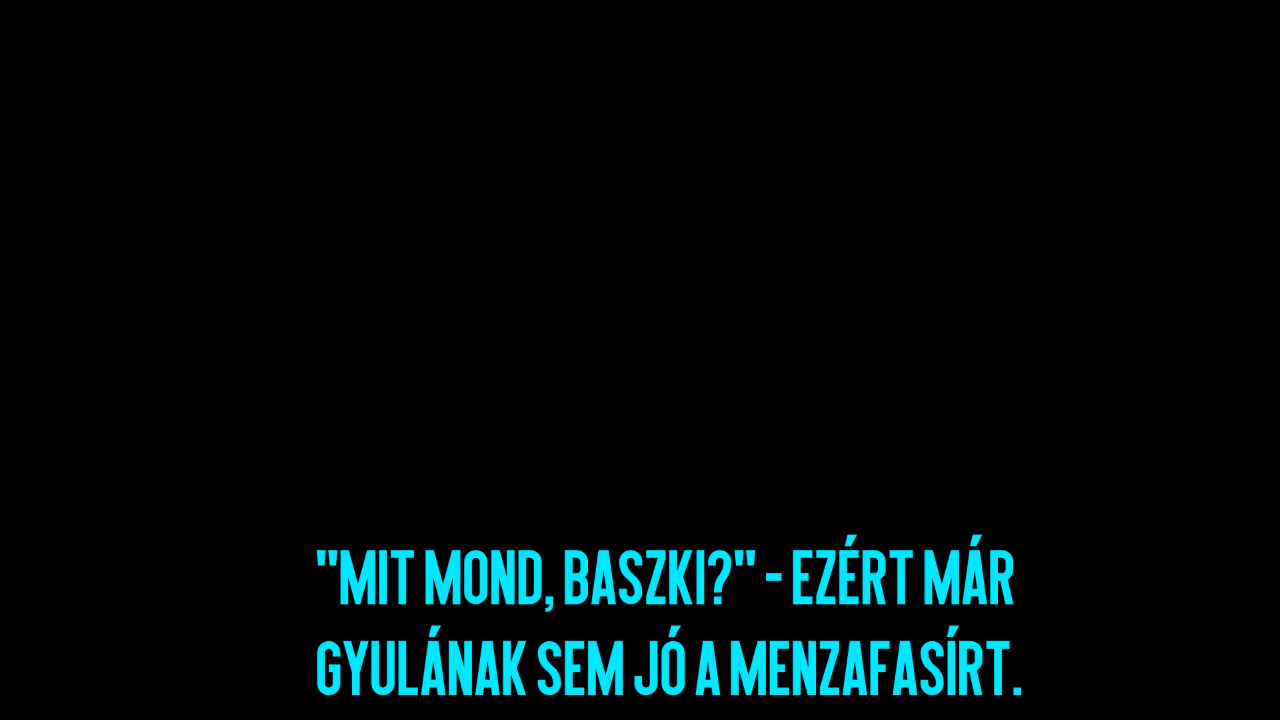 "MIT MOND, BASZKI?" - EZÉRT MÁR
GYULÁNAK SEM JÓ A MENZAFASÍRT.